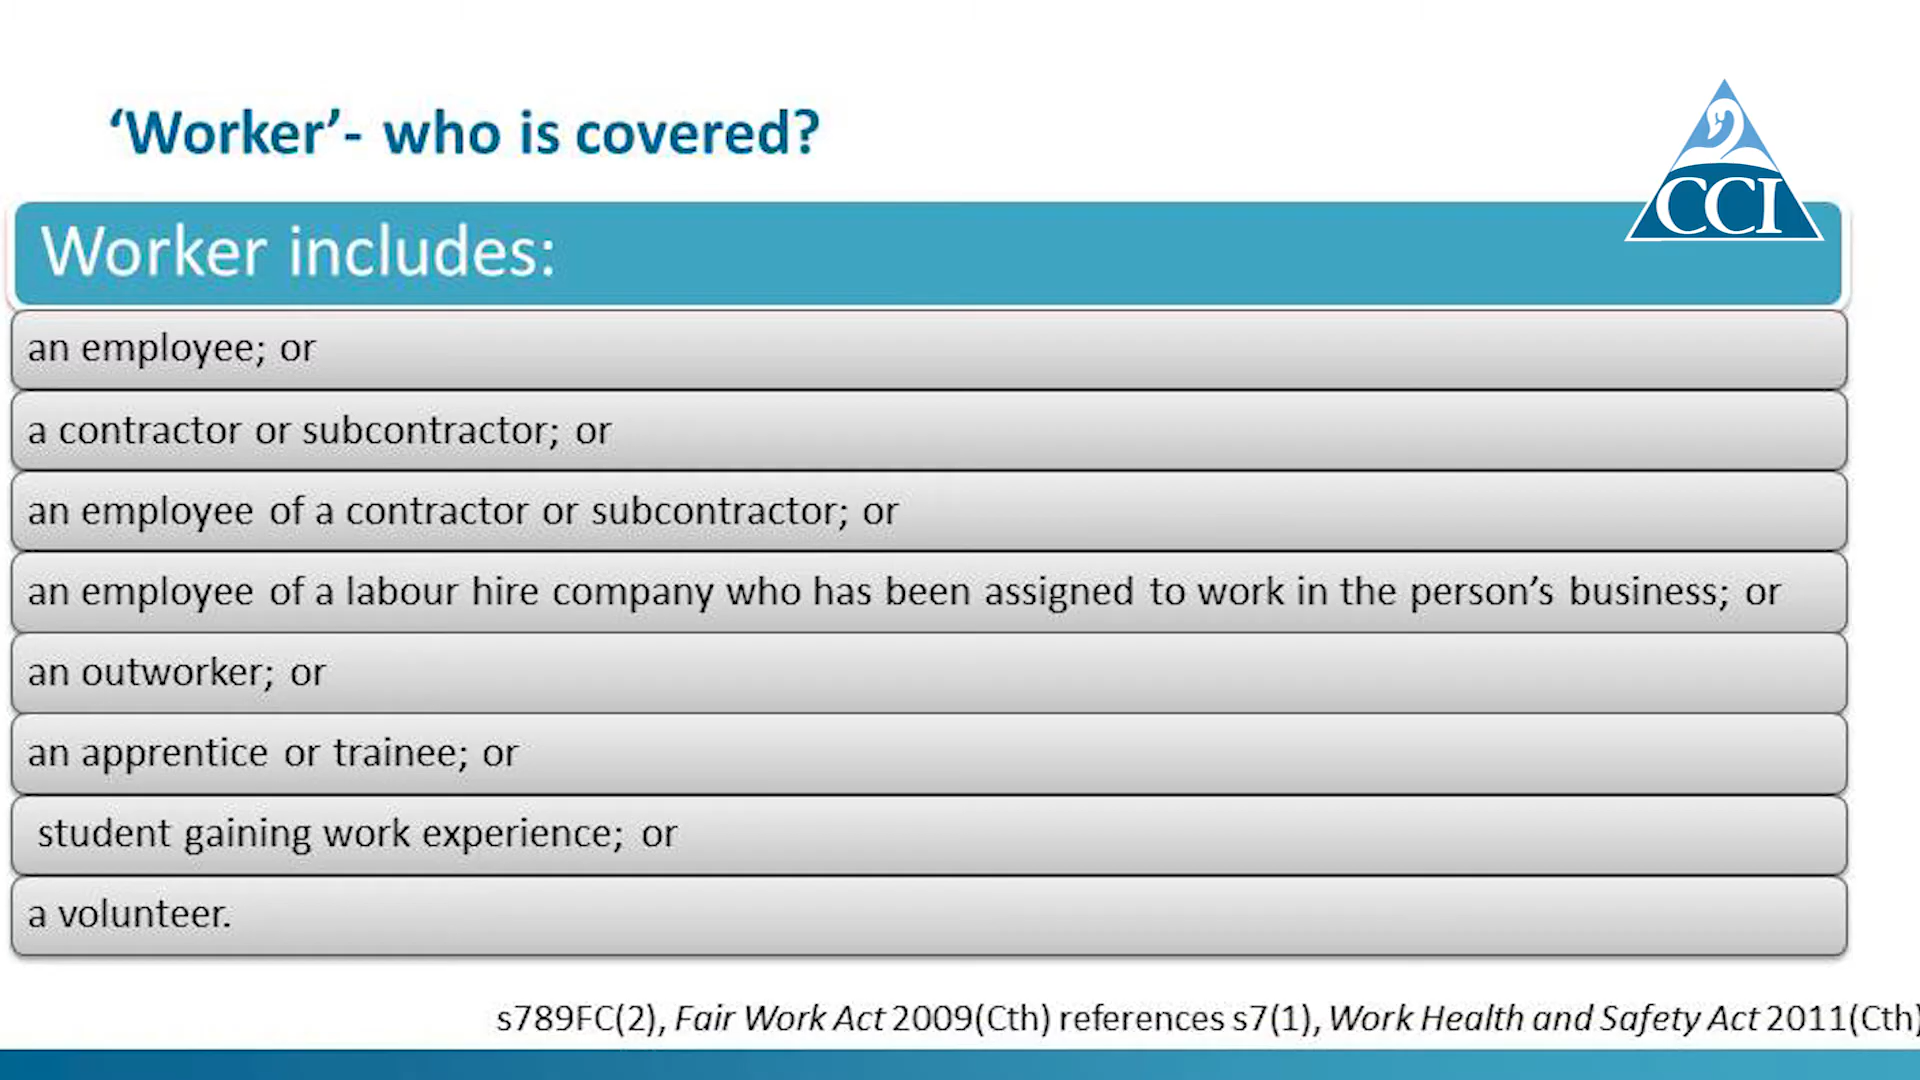 ‘Worker’- who is covered?
CCI
Worker includes:
an employee; or
a contractor or subcontractor; or
an employee of a contractor or subcontractor; or
an employee of a labour hire company who has been assigned to work in the person’s business; or
an outworker; or
an apprentice or trainee; or
student gaining work experience; or
a volunteer.
s789FC(2), Fair Work Act 2009(Cth) references s7(1), Work Health and Safety Act 2011(Cth)